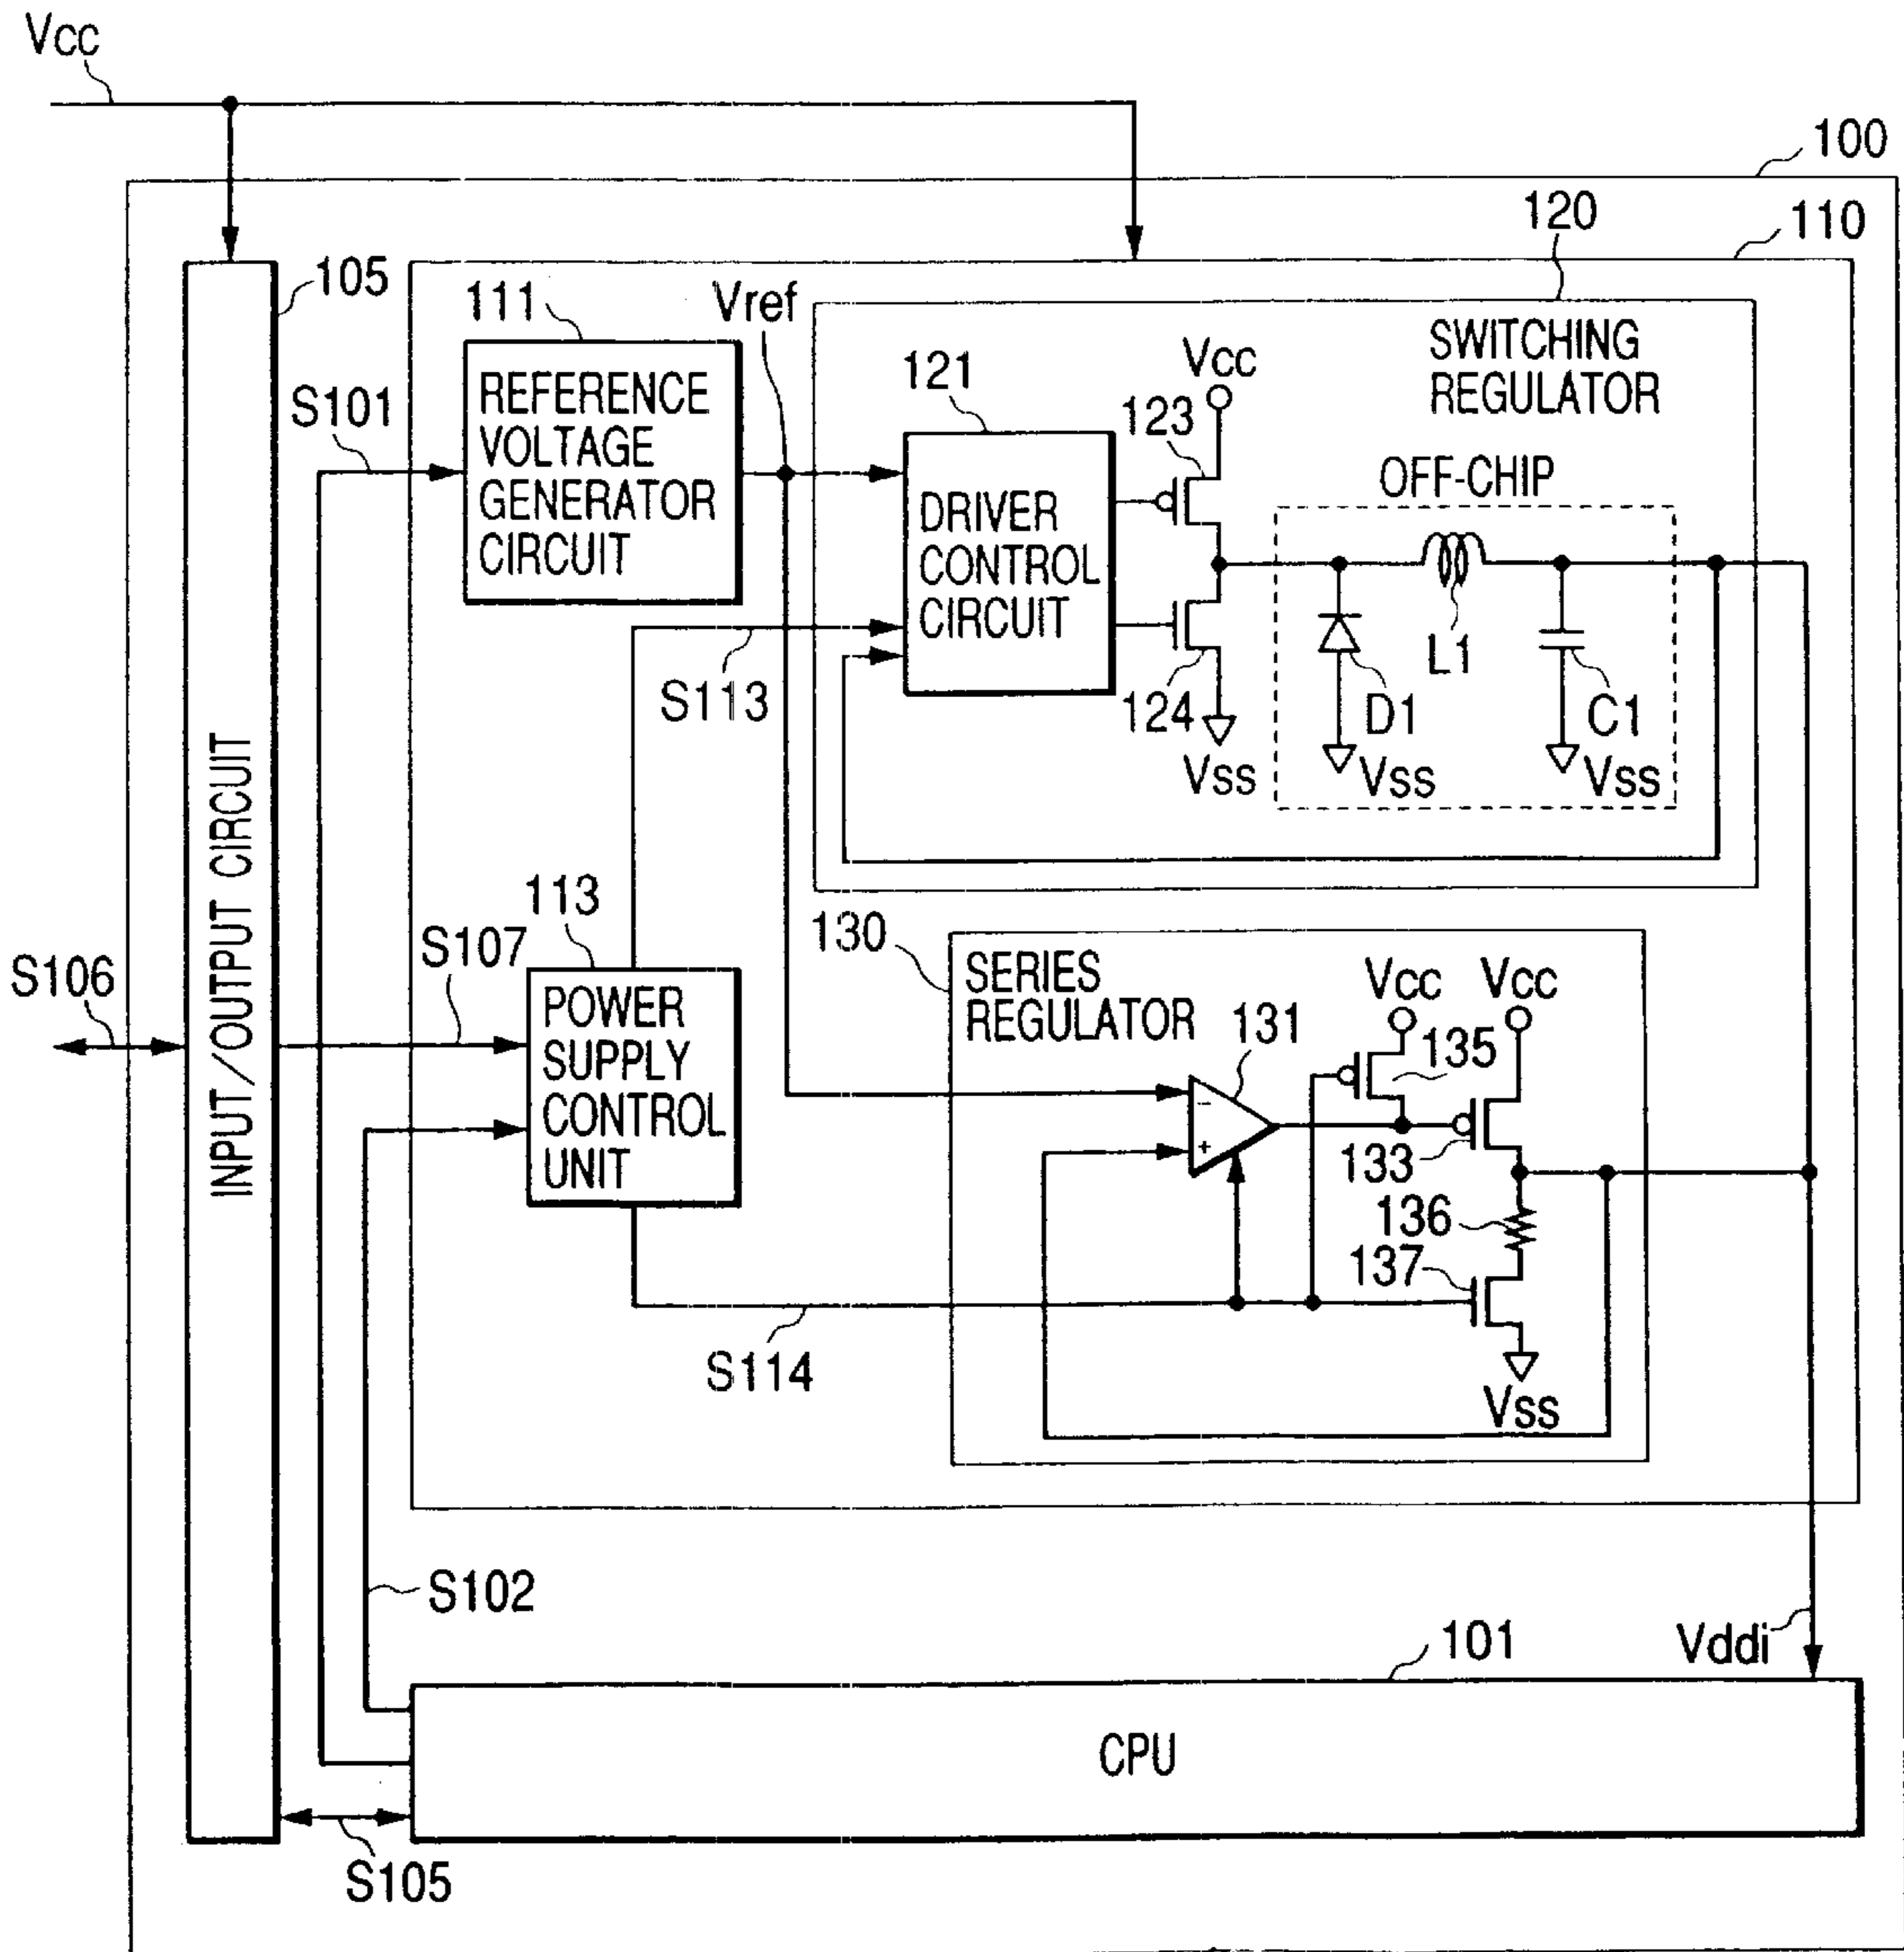 Vcc
100
120
110
105
111
Vref
SWITCHING
REGULATOR
Vcc
121
123
S101
REFERENCE
VOLTAGE
GENERATOR
CIRCUIT
OFF-CHIP
DRIVER
CONTROL
CIRCUIT
L1
S113
124
D1
C1
Vss
Vss
Vss
INPUT/OUTPUT CIRCUIT
113
130
S107
S106
SERIES
REGULATOR
Vcc
Vcc
131
135
POWER
SUPPLY
CONTROL
UNIT
-
+
133
136
137
S114
Vss
S102
101
Vddi
CPU
S105